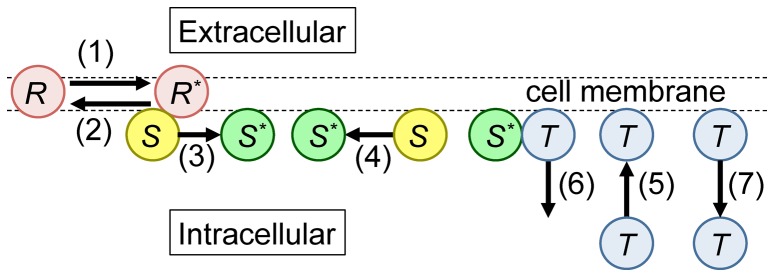 Extracellular
(1)
R
R*
cell membrane
(2)
S
(3)
S*
S*
(4)
S
S*
T
T
T
(6)
(5)
(7)
Intracellular
T
T